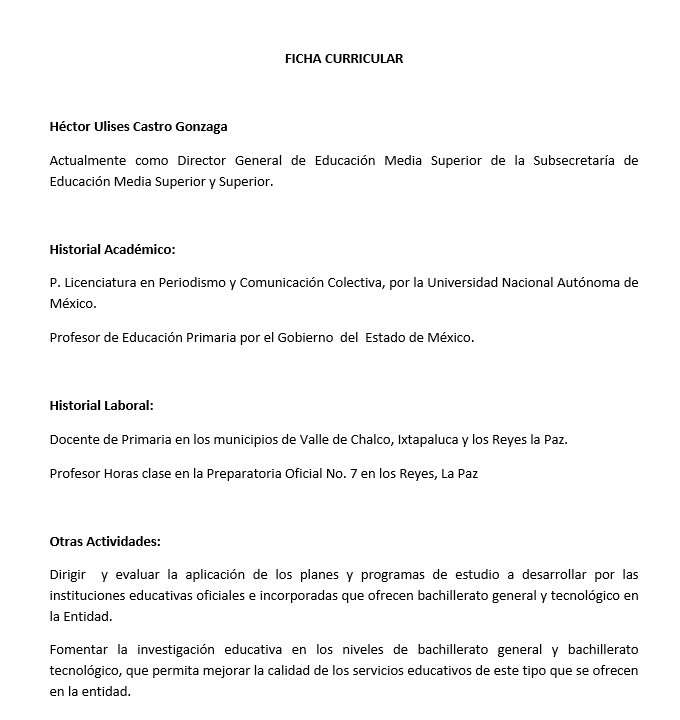 FICHA CURRICULAR
Héctor Ulises Castro Gonzaga
Actualmente como Director General de Educación Media Superior de la Subsecretaría de
Educación Media Superior y Superior.
Historial Académico:
P. Licenciatura en Periodismo y Comunicación Colectiva, por la Universidad Nacional Autónoma de
México.
Profesor de Educación Primaria por el Gobierno  del  Estado de México.
Historial Laboral:
Docente de Primaria en los municipios de Valle de Chalco, Ixtapaluca y los Reyes la Paz.
Profesor Horas clase en la Preparatoria Oficial No. 7 en los Reyes, La Paz
Otras Actividades:
Dirigir  y evaluar la aplicación de los planes y programas de estudio a desarrollar por las
instituciones educativas oficiales e incorporadas que ofrecen bachillerato general y tecnológico en
la Entidad.
Fomentar la investigación educativa en los niveles de bachillerato general y bachillerato
tecnológico, que permita mejorar la calidad de los servicios educativos de este tipo que se ofrecen
en la entidad.